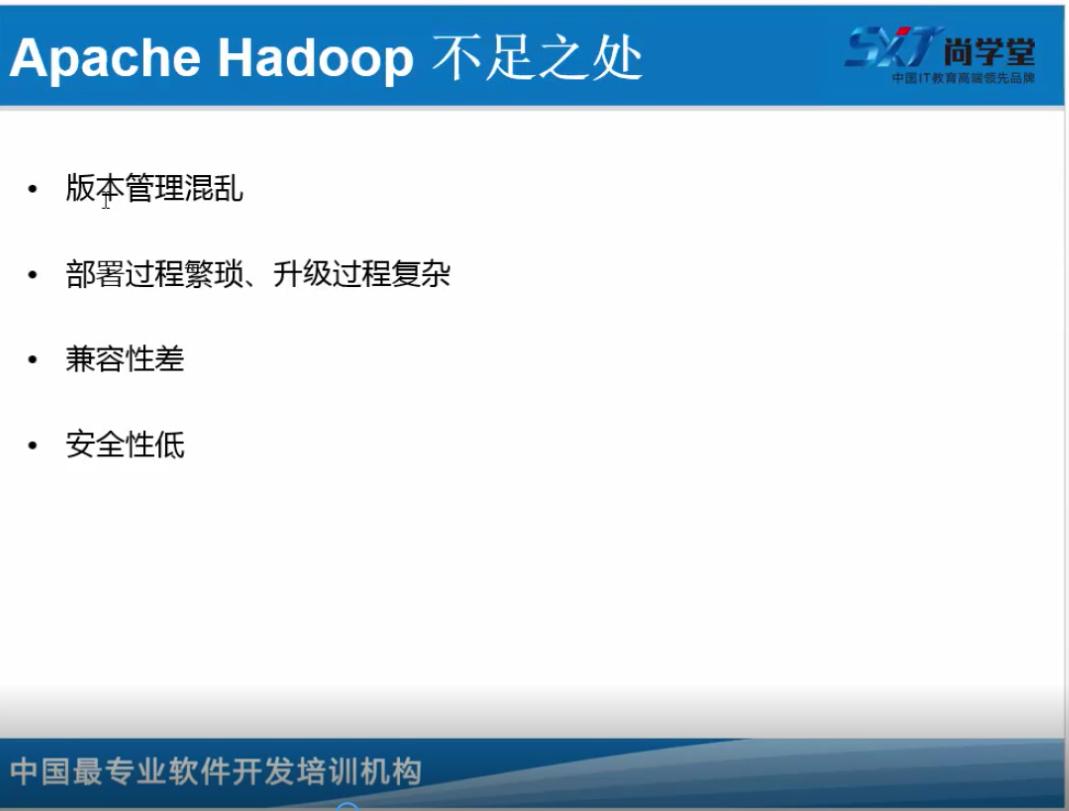 Apache Hadoop 不足之处
SXT 尚学堂
中国IT教育高端领先品牌
• 版本管理混乱
• 部署过程繁琐、升级过程复杂
• 兼容性差
• 安全性低
中国最专业软件开发培训机构